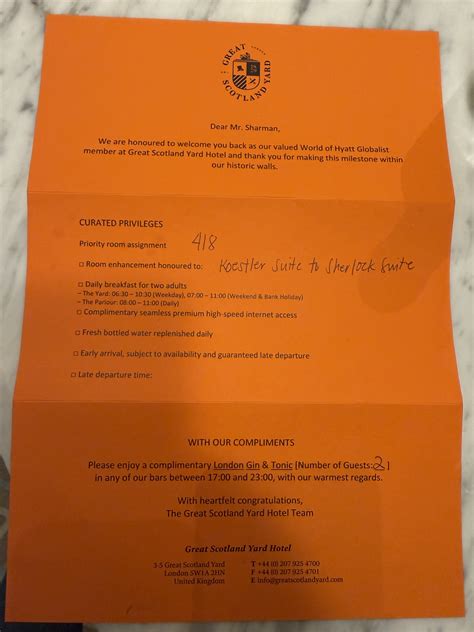 GREAT
SCOTLAND YARD
Dear Mr. Sharman,
We are honoured to welcome you back as our valued World of Hyatt Globalist
member at Great Scotland Yard Hotel and thank you for making this milestone within
our historic walls.
CURATED PRIVILEGES
Priority room assignment 418
□ Room enhancement honoured to: Koestler Suite to Sherlock Suite
□ Daily breakfast for two adults
– The Yard: 06:30 – 10:30 (Weekday), 07:00 – 11:00 (Weekend & Bank Holiday)
– The Parlour: 08:00 – 11:00 (Daily)
□ Complimentary seamless premium high-speed internet access
□ Fresh bottled water replenished daily
□ Early arrival, subject to availability and guaranteed late departure
□ Late departure time:
WITH OUR COMPLIMENTS
Please enjoy a complimentary London Gin & Tonic [Number of Guests:2]
in any of our bars between 17:00 and 23:00, with our warmest regards.
With heartfelt congratulations,
The Great Scotland Yard Hotel Team
Great Scotland Yard Hotel
3-5 Great Scotland Yard T +44 (0) 207 925 4700
London SW1A 2HN F +44 (0) 207 925 4701
United Kingdom E info@greatscotlandyard.com